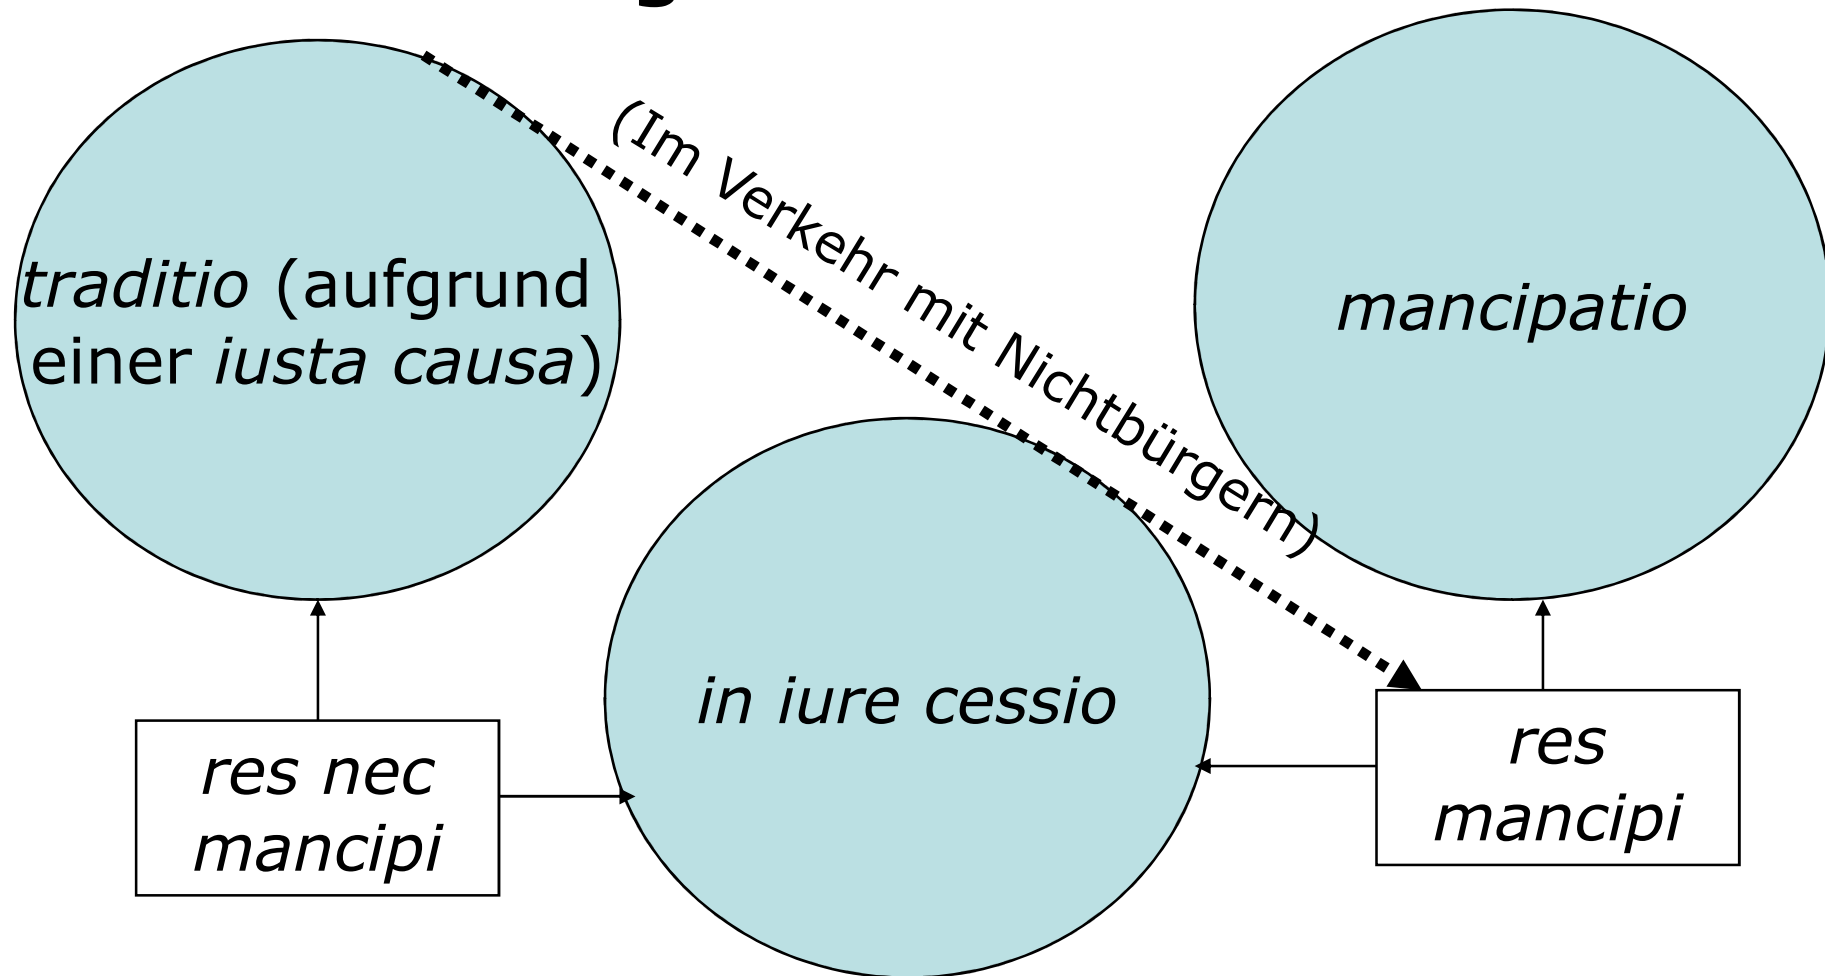 traditio (aufgrund
einer iusta causa)
(Im Verkehr mit Nichtbürgern)
mancipatio
in iure cessio
res nec
mancipi
res
mancipi